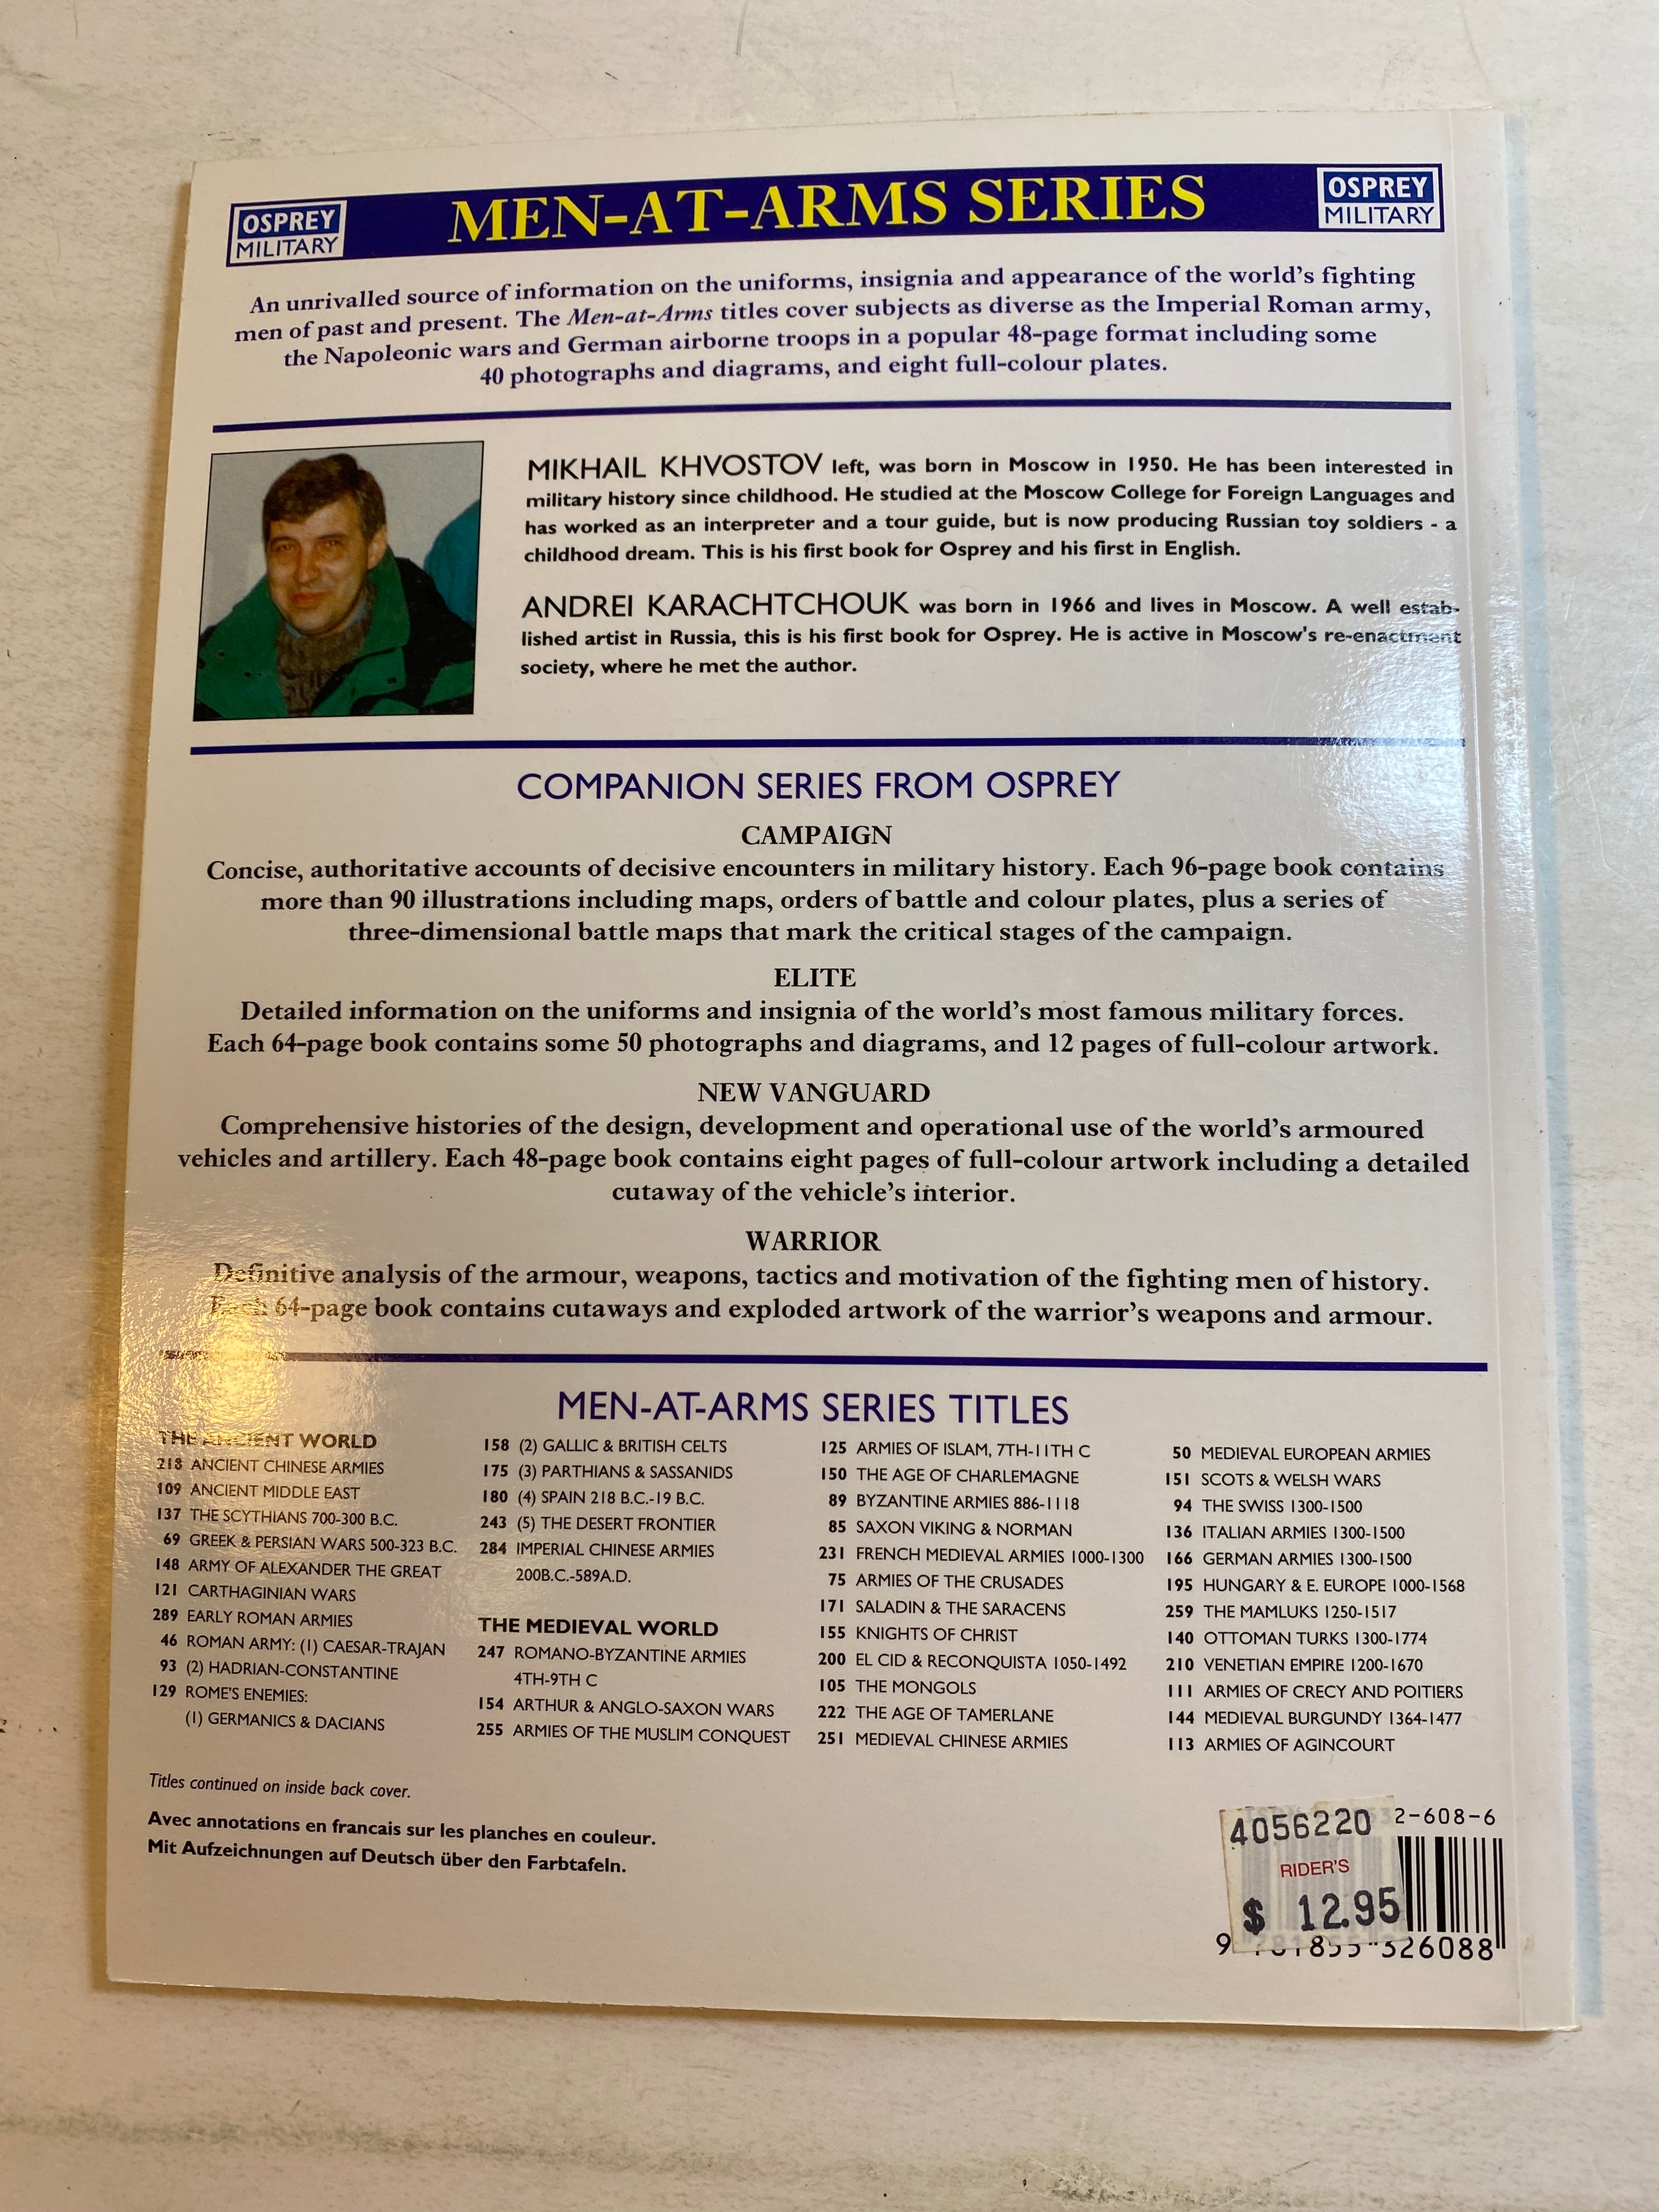 OSPREY
MILITARY
MEN-AT-ARMS SERIES
OSPREY
MILITARY
An unrivalled source of information on the uniforms, insignia and appearance of the world's fighting
men of past and present. The Men-at-Arms titles cover subjects as diverse as the Imperial Roman army,
the Napoleonic wars and German airborne troops in a popular 48-page format including some
40 photographs and diagrams, and eight full-colour plates.
MIKHAIL KHVOSTOV left, was born in Moscow in 1950. He has been interested in
military history since childhood. He studied at the Moscow College for Foreign Languages and
has worked as an interpreter and a tour guide, but is now producing Russian toy soldiers - a
childhood dream. This is his first book for Osprey and his first in English.
ANDREI KARACHTCHOUK was born in 1966 and lives in Moscow. A well estab-
lished artist in Russia, this is his first book for Osprey. He is active in Moscow's re-enactment
society, where he met the author.
COMPANION SERIES FROM OSPREY
CAMPAIGN
Concise, authoritative accounts of decisive encounters in military history. Each 96-page book contains
more than 90 illustrations including maps, orders of battle and colour plates, plus a series of
three-dimensional battle maps that mark the critical stages of the campaign.
ELITE
Detailed information on the uniforms and insignia of the world's most famous military forces.
Each 64-page book contains some 50 photographs and diagrams, and 12 pages of full-colour artwork.
NEW VANGUARD
Comprehensive histories of the design, development and operational use of the world's armoured
vehicles and artillery. Each 48-page book contains eight pages of full-colour artwork including a detailed
cutaway of the vehicle's interior.
WARRIOR
Definitive analysis of the armour, weapons, tactics and motivation of the fighting men of history.
Each 64-page book contains cutaways and exploded artwork of the warrior's weapons and armour.
MEN-AT-ARMS SERIES TITLES
THE ANCIENT WORLD
218 ANCIENT CHINESE ARMIES
109 ANCIENT MIDDLE EAST
137 THE SCYTHIANS 700-300 B.C.
69 GREEK & PERSIAN WARS 500-323 B.C.
148 ARMY OF ALEXANDER THE GREAT
121 CARTHAGINIAN WARS
289 EARLY ROMAN ARMIES
46 ROMAN ARMY: (1) CAESAR-TRAJAN
93 (2) HADRIAN-CONSTANTINE
129 ROME'S ENEMIES:
(1) GERMANICS & DACIANS
158 (2) GALLIC & BRITISH CELTS
175 (3) PARTHIANS & SASSANIDS
180 (4) SPAIN 218 B.C.-19 B.C.
243 (5) THE DESERT FRONTIER
284 IMPERIAL CHINESE ARMIES
200B.C.-589A.D.
THE MEDIEVAL WORLD
247 ROMANO-BYZANTINE ARMIES
4TH-9TH C
154 ARTHUR & ANGLO-SAXON WARS
255 ARMIES OF THE MUSLIM CONQUEST
125 ARMIES OF ISLAM, 7TH-11TH C
150 THE AGE OF CHARLEMAGNE
89 BYZANTINE ARMIES 886-1118
85 SAXON VIKING & NORMAN
231 FRENCH MEDIEVAL ARMIES 1000-1300
75 ARMIES OF THE CRUSADES
171 SALADIN & THE SARACENS
155 KNIGHTS OF CHRIST
200 EL CID & RECONQUISTA 1050-1492
105 THE MONGOLS
222 THE AGE OF TAMERLANE
251 MEDIEVAL CHINESE ARMIES
50 MEDIEVAL EUROPEAN ARMIES
151 SCOTS & WELSH WARS
94 THE SWISS 1300-1500
136 ITALIAN ARMIES 1300-1500
166 GERMAN ARMIES 1300-1500
195 HUNGARY & E. EUROPE 1000-1568
259 THE MAMLUKS 1250-1517
140 OTTOMAN TURKS 1300-1774
210 VENETIAN EMPIRE 1200-1670
111 ARMIES OF CRECY AND POITIERS
144 MEDIEVAL BURGUNDY 1364-1477
113 ARMIES OF AGINCOURT
Titles continued on inside back cover.
Avec annotations en francais sur les planches en couleur.
Mit Aufzeichnungen auf Deutsch über den Farbtafeln.
4056220
2-608-6
RIDER'S
$ 12.95
326088